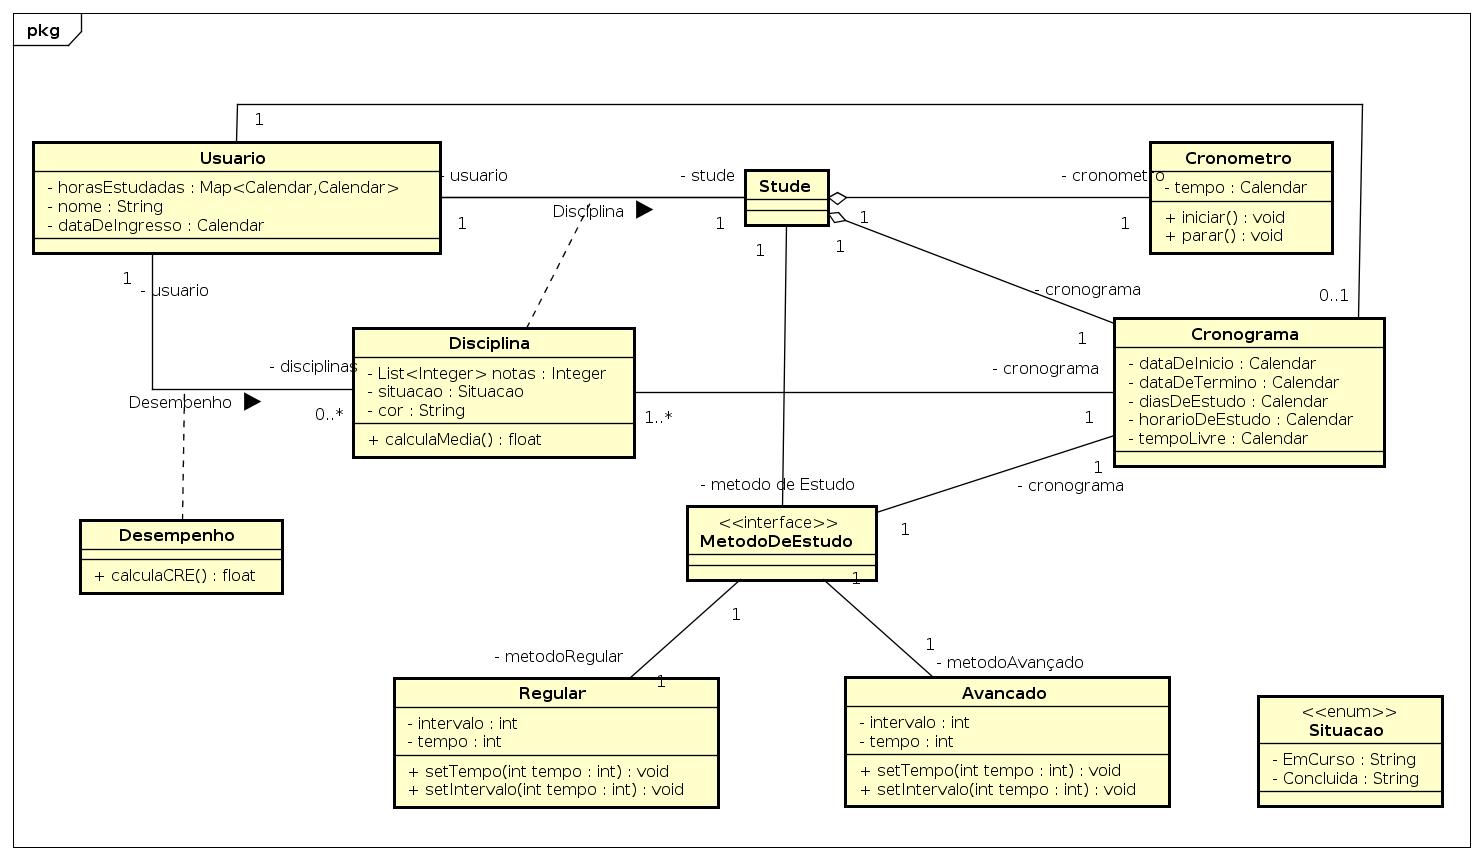 pkg
1
Usuario
- horasEstudadas : Map<Calendar,Calendar>
- nome : String
- dataDeIngresso : Calendar
- usuario
1
- stude
1
Disciplina
Stude
1
1
1
- cronometro
1
Cronometro
- tempo : Calendar
+ iniciar() : void
+ parar() : void
- cronograma
1
0..1
1
- usuario
- disciplinas
0..*
Desempenho
Disciplina
- List<Integer> notas : Integer
- situacao : Situacao
- cor : String
+ calculaMedia() : float
1..*
- cronograma
1
Cronograma
- dataDeInicio : Calendar
- dataDeTermino : Calendar
- diasDeEstudo : Calendar
- horarioDeEstudo : Calendar
- tempoLivre : Calendar
1
- cronograma
1
- metodo de Estudo
<<interface>>
MetodoDeEstudo
Desempenho
+ calculaCRE() : float
1
1
- metodoRegular
1
1
- metodoAvançado
Regular
- intervalo : int
- tempo : int
+ setTempo(int tempo : int) : void
+ setIntervalo(int tempo : int) : void
Avancado
- intervalo : int
- tempo : int
+ setTempo(int tempo : int) : void
+ setIntervalo(int tempo : int) : void
<<enum>>
Situacao
- EmCurso : String
- Concluida : String